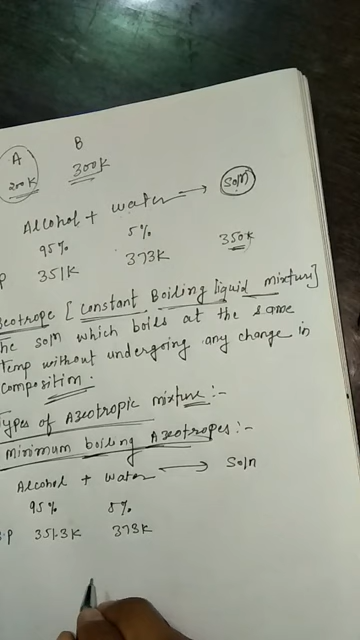 A B
200K 300K
Alcohol + water → Solⁿ
95% 5%
P 351K 373K 350K
zeotrope [Constant Boiling liquid mixture]
he solⁿ which boils at the same
temp without undergoing any change in
composition.
Types of Azeotropic mixture :-
minimum boiling Azeotropes :-
Alcohol + water → Solⁿ
95% 5%
B.P 351.3K 373K